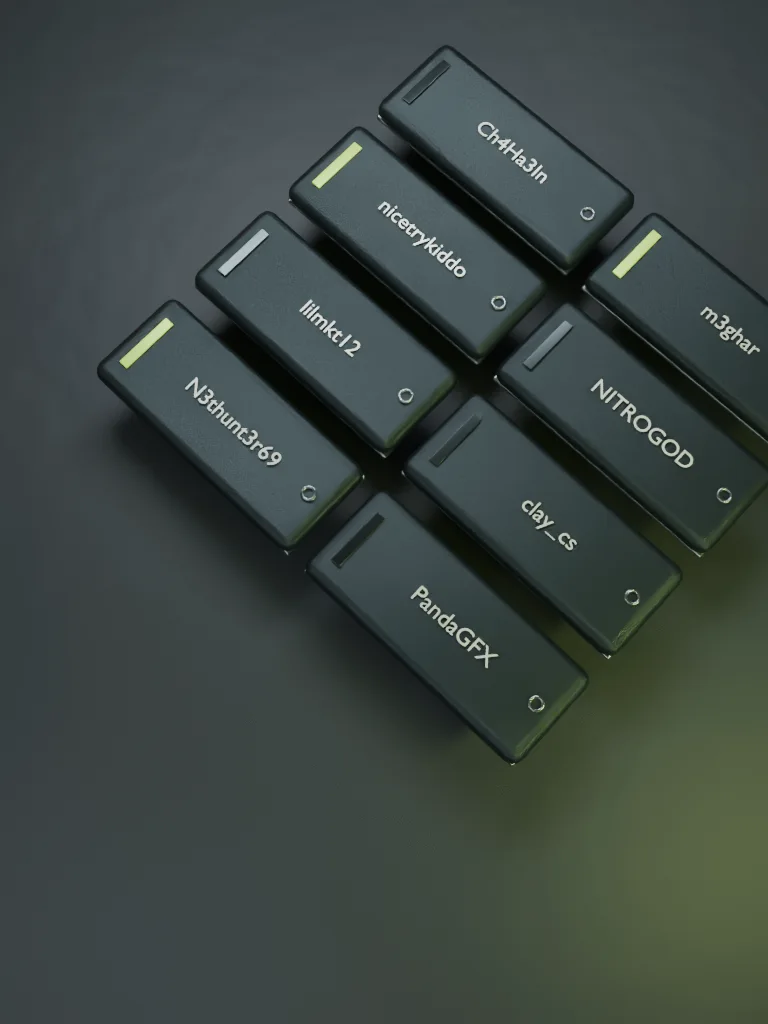 Ch4Ha3ln
nicetrykiddo
lilmkt12
N3thunt3r69
m3ghar
NITROGOD
clay_cs
PandaGFX